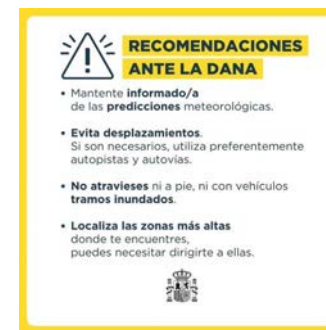 RECOMENDACIONES
ANTE LA DANA
• Mantente informado/a
de las predicciones meteorológicas.
• Evita desplazamientos.
Si son necesarios, utiliza preferentemente
autopistas y autovías.
• No atravieses ni a pie, ni con vehículos
tramos inundados.
• Localiza las zonas más altas
donde te encuentres,
puedes necesitar dirigirte a ellas.